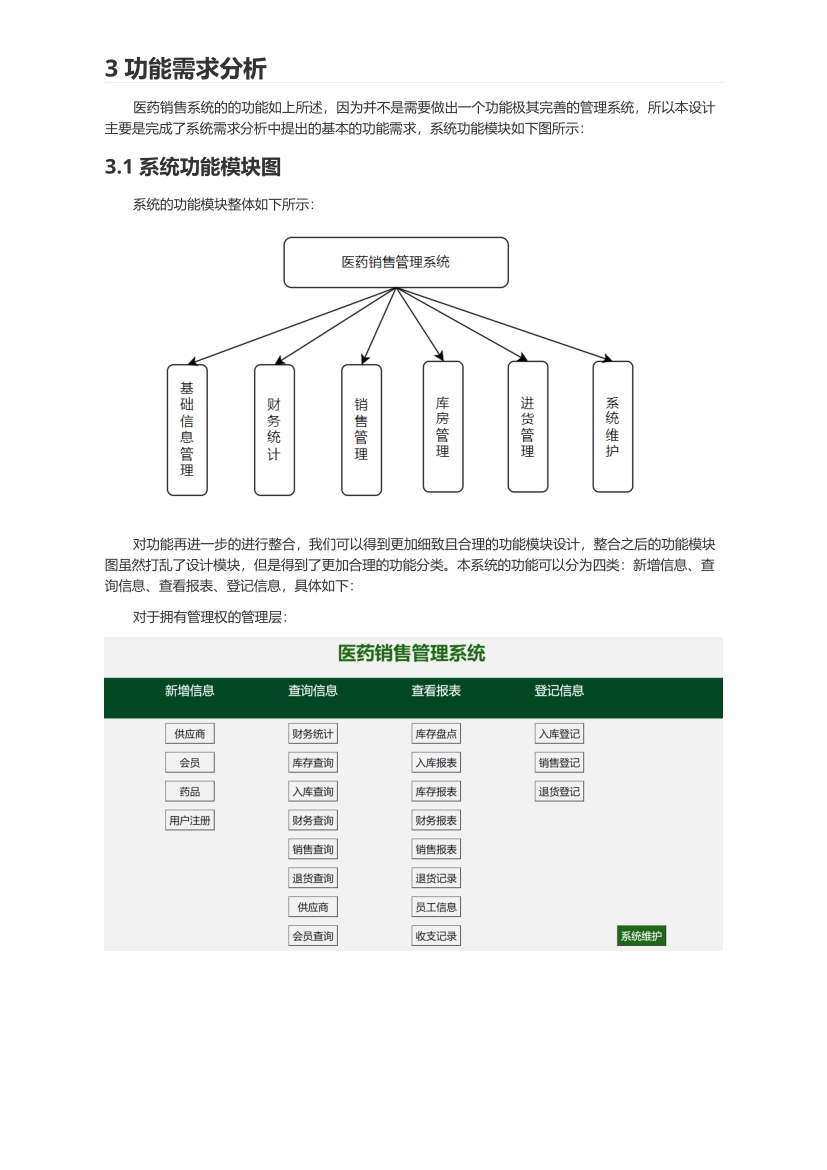 3 功能需求分析
医药销售系统的的功能如上所述，因为并不是需要做出一个功能极其完善的管理系统，所以本设计
主要是完成了系统需求分析中提出的基本的功能需求，系统功能模块如下图所示：
3.1 系统功能模块图
系统的功能模块整体如下所示：
医药销售管理系统
基础信息管理
财务统计
销售管理
库房管理
进货管理
系统维护
对功能再进一步的进行整合，我们可以得到更加细致且合理的功能模块设计，整合之后的功能模块
图虽然打乱了设计模块，但是得到了更加合理的功能分类。本系统的功能可以分为四类：新增信息、查
询信息、查看报表、登记信息，具体如下：
对于拥有管理权的管理层：
医药销售管理系统
新增信息 查询信息 查看报表 登记信息
供应商 财务统计 库存盘点 入库登记
会员 库存查询 入库报表 销售登记
药品 入库查询 库存报表 退货登记
用户注册 财务查询 财务报表
销售查询 销售报表
退货查询 退货记录
供应商 员工信息
会员查询 收支记录 系统维护